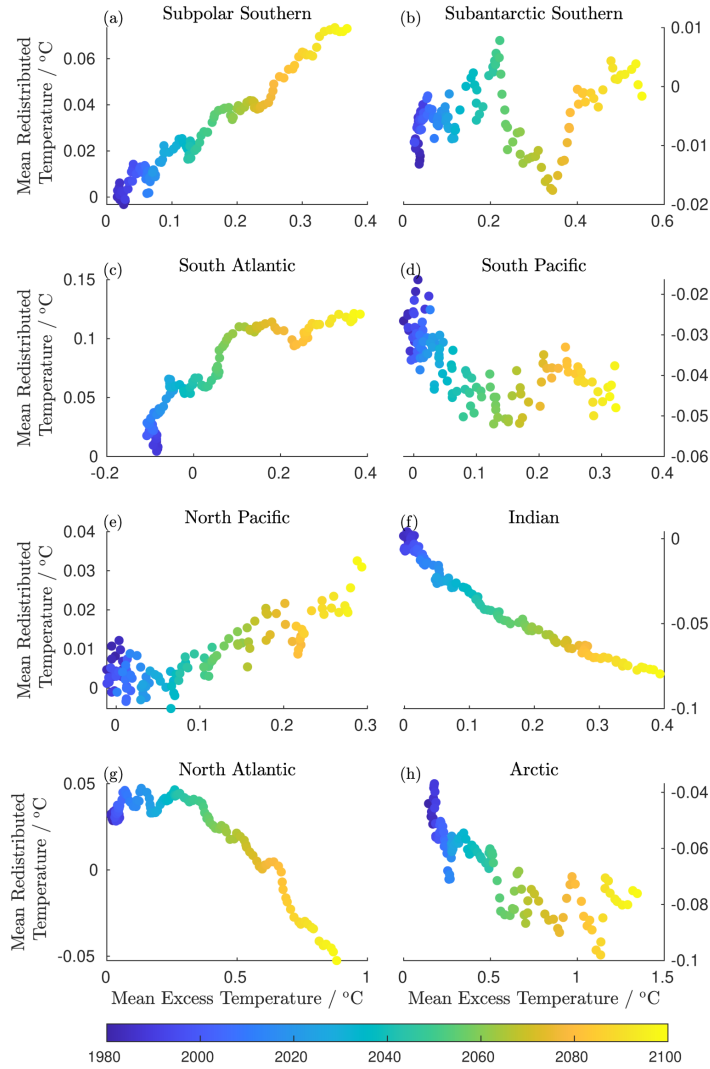 (a) Subpolar Southern
(b) Subantarctic Southern
Mean Redistributed
Temperature / °C
0.06
0.04
0.02
0
0 0.1 0.2 0.3 0.4
0.01
0
-0.01
-0.02
0 0.2 0.4 0.6
(c) South Atlantic
(d) South Pacific
Mean Redistributed
Temperature / °C
0.15
0.1
0.05
0
-0.2 0 0.2 0.4
-0.02
-0.03
-0.04
-0.05
-0.06
0 0.1 0.2 0.3 0.4
(e) North Pacific
(f) Indian
Mean Redistributed
Temperature / °C
0.04
0.03
0.02
0.01
0
0 0.1 0.2 0.3
0
-0.05
-0.1
0 0.1 0.2 0.3 0.4
(g) North Atlantic
(h) Arctic
Mean Redistributed
Temperature / °C
0.05
0
-0.05
0 0.5 1
Mean Excess Temperature / °C
-0.04
-0.06
-0.08
-0.1
0 0.5 1 1.5
Mean Excess Temperature / °C
1980 2000 2020 2040 2060 2080 2100